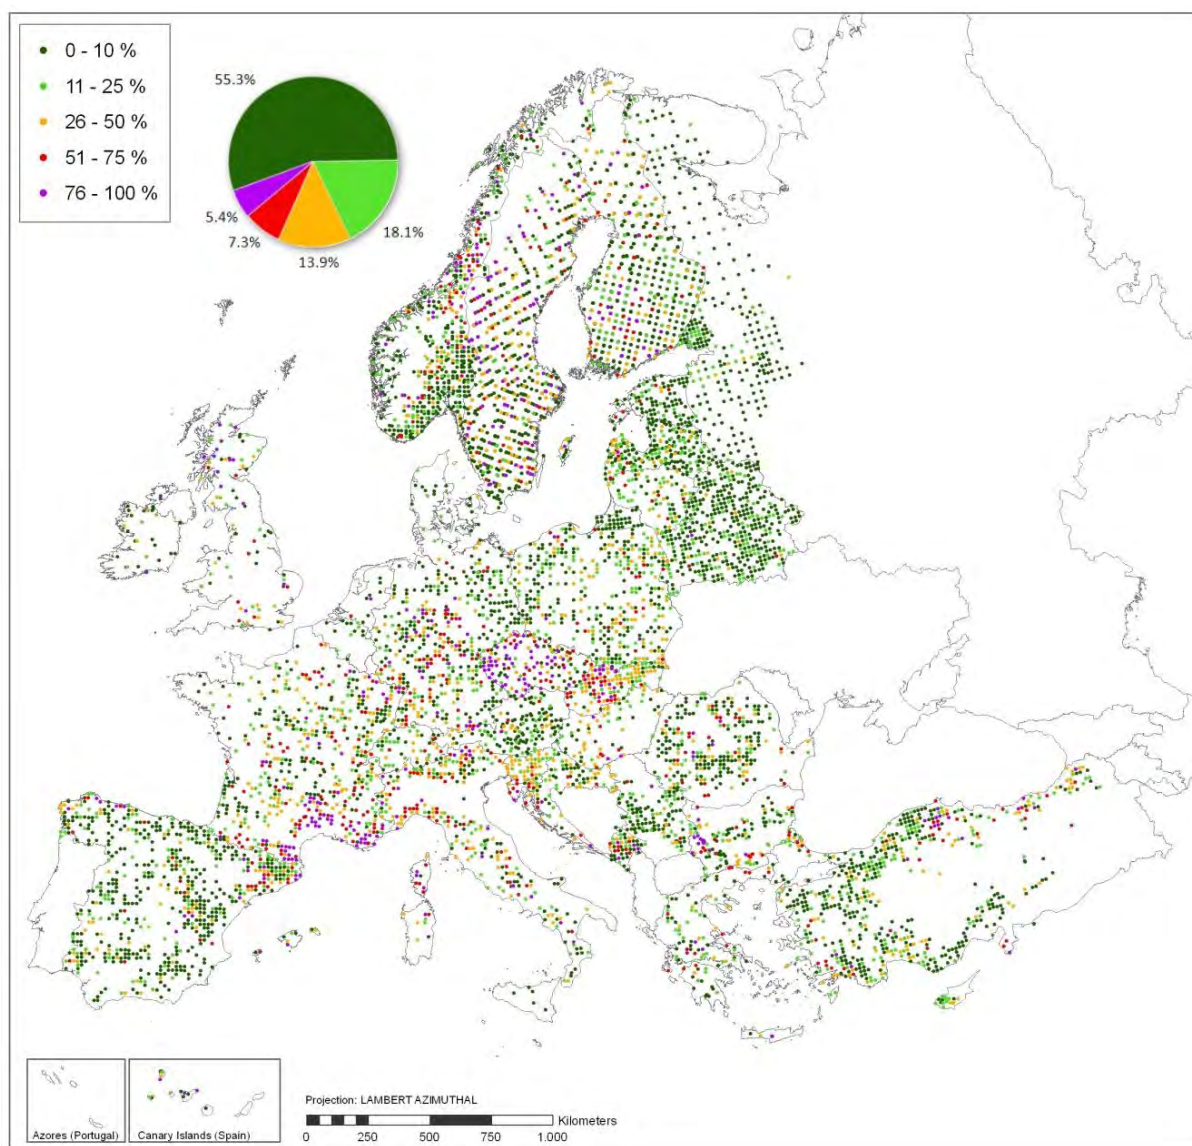 0 - 10 %
11 - 25 %
26 - 50 %
51 - 75 %
76 - 100 %
55.3%
18.1%
13.9%
7.3%
5.4%
Azores (Portugal)
Canary Islands (Spain)
Projection: LAMBERT AZIMUTHAL
Kilometers
0 250 500 750 1.000